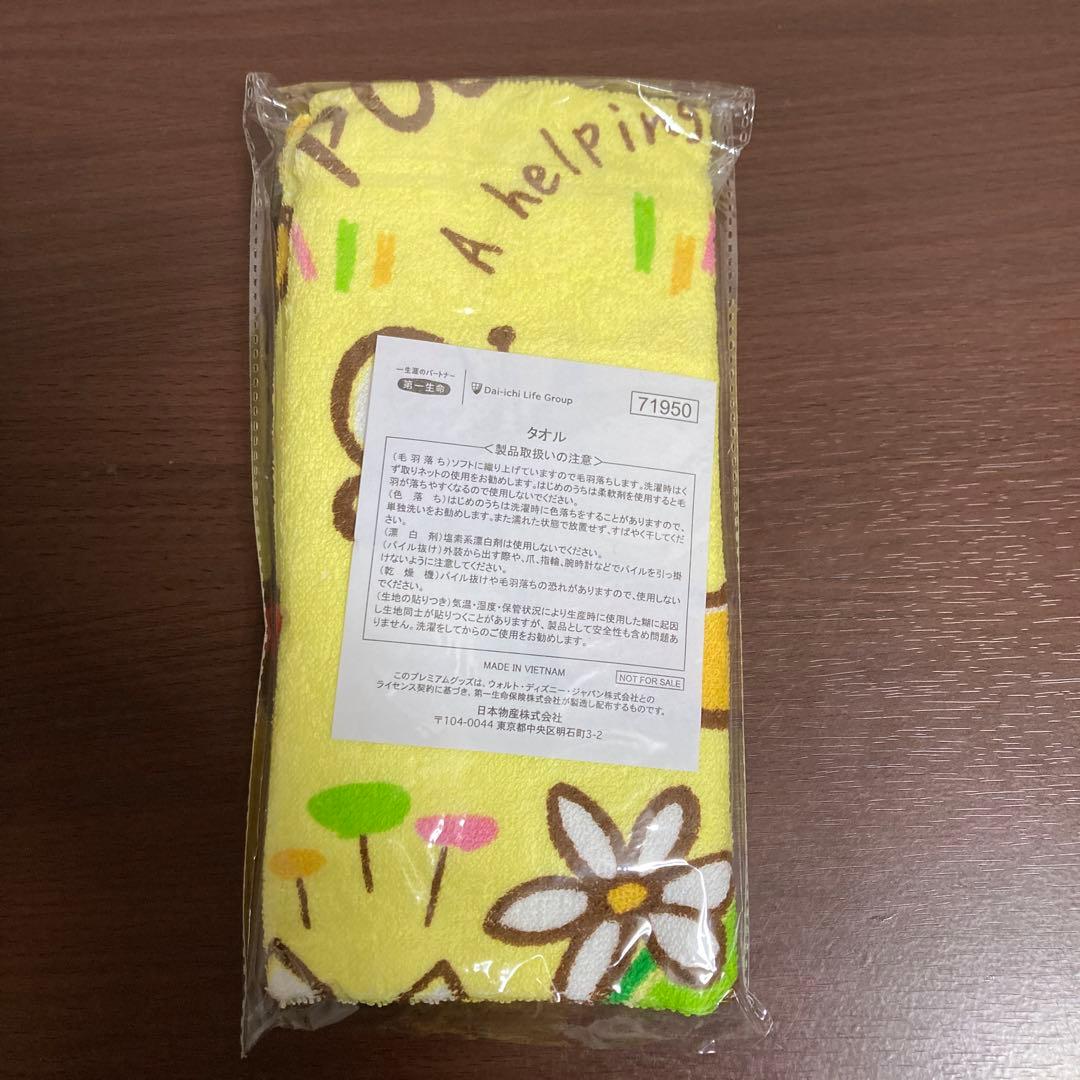 A helping
一生涯のパートナー
第一生命
Dai-ichi Life Group
71950
タオル
<製品取扱いの注意>
(毛羽落ち)ソフトに織り上げていますので毛羽落ちします。洗濯時はく
ず取りネットの使用をお勧めします。はじめのうちは柔軟剤を使用すると毛
羽が落ちやすくなるので使用しないでください。
(色落ち)はじめのうちは洗濯時に色落ちをすることがありますので、
単独洗いをお勧めします。また濡れた状態で放置せず、すばやく干してくだ
さい。
(漂白剤)塩素系漂白剤は使用しないでください。
(パイル抜け)外装から出す際や、爪、指輪、腕時計などでパイルを引っ掛
けないように注意してください。
(乾燥機)パイル抜けや毛羽落ちの恐れがありますので、使用しない
でください。
(生地の貼りつき)気温・湿度・保管状況により生産時に使用した糊に起因
し生地同士が貼りつくことがありますが、製品として安全性も含め問題あ
りません。洗濯をしてからのご使用をお勧めします。
MADE IN VIETNAM
NOT FOR SALE
このプレミアムグッズは、ウォルト・ディズニー・ジャパン株式会社との
ライセンス契約に基づき、第一生命保険株式会社が製造し配布するものです。
日本物産株式会社
〒104-0044 東京都中央区明石町3-2